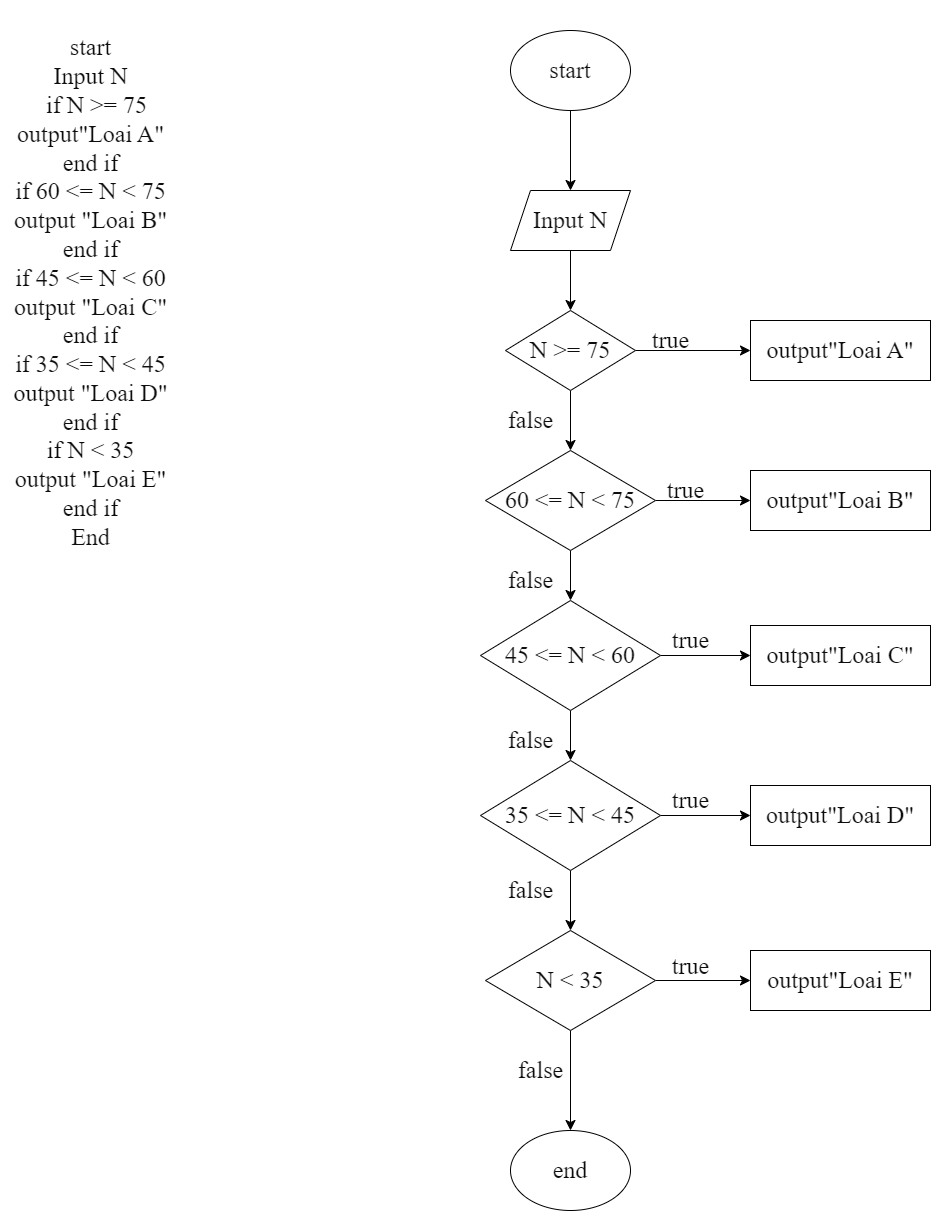 start
Input N
if N >= 75
output"Loai A"
end if
if 60 <= N < 75
output "Loai B"
end if
if 45 <= N < 60
output "Loai C"
end if
if 35 <= N < 45
output "Loai D"
end if
if N < 35
output "Loai E"
end if
End
start
Input N
N >= 75
true
output"Loai A"
false
60 <= N < 75
true
output"Loai B"
false
45 <= N < 60
true
output"Loai C"
false
35 <= N < 45
true
output"Loai D"
false
N < 35
true
output"Loai E"
false
end